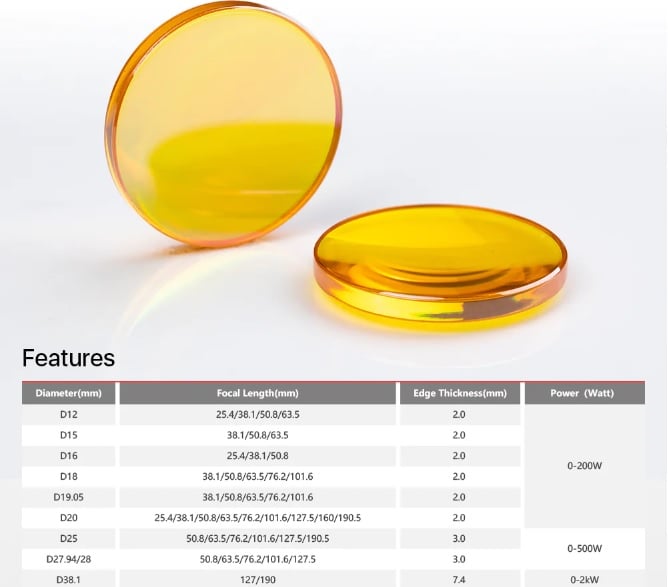 Features
Diameter(mm) Focal Length(mm) Edge Thickness(mm) Power (Watt)
D12 25.4/38.1/50.8/63.5 2.0
D15 38.1/50.8/63.5 2.0
D16 25.4/38.1/50.8 2.0
D18 38.1/50.8/63.5/76.2/101.6 2.0
0-200W
D19.05 38.1/50.8/63.5/76.2/101.6 2.0
D20 25.4/38.1/50.8/63.5/76.2/101.6/127.5/160/190.5 2.0
D25 50.8/63.5/76.2/101.6/127.5/190.5 3.0
0-500W
D27.94/28 50.8/63.5/76.2/101.6/127.5 3.0
D38.1 127/190 7.4 0-2kW